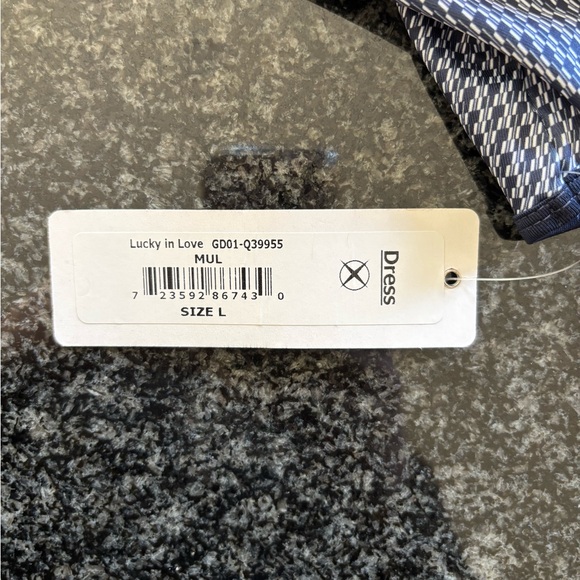 Lucky in Love GD01-Q39955
MUL
7 23592 86743 0
SIZE L
Dress